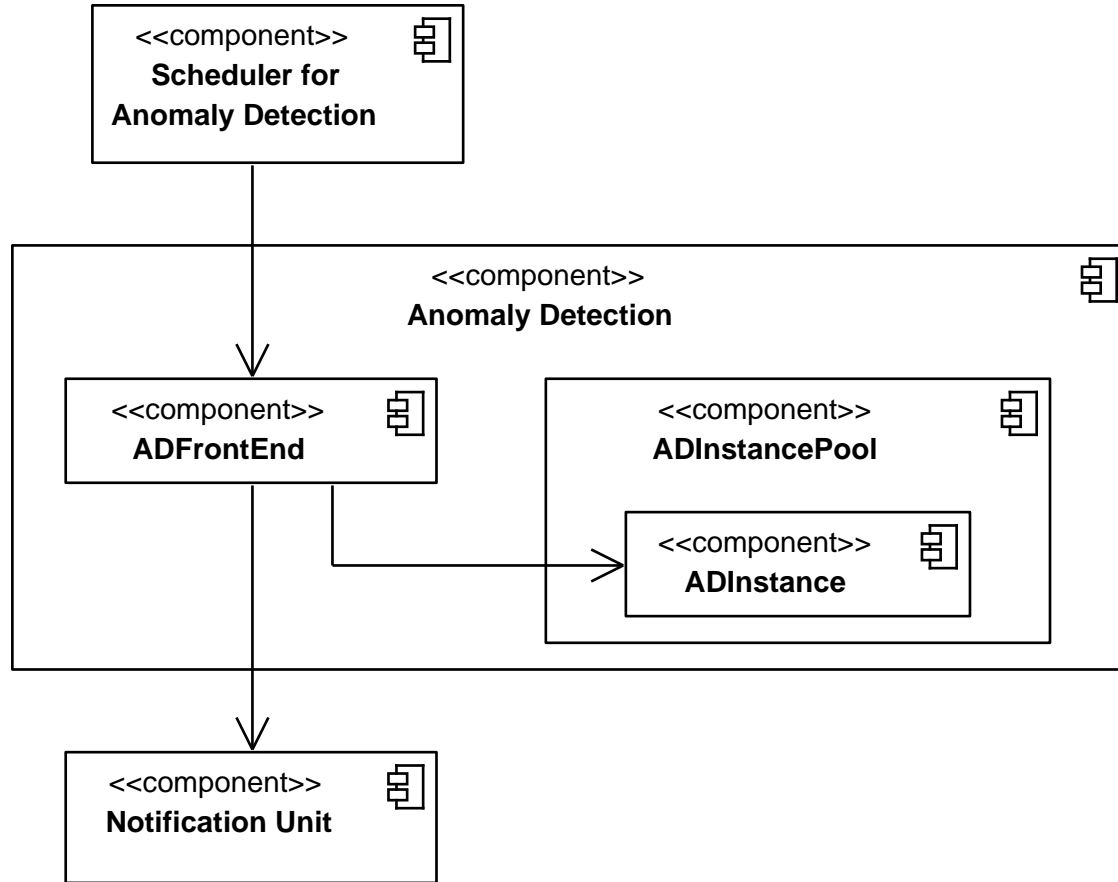 <<component>>
Scheduler for
Anomaly Detection
<<component>>
Anomaly Detection
<<component>>
ADFrontEnd
<<component>>
ADInstancePool
<<component>>
ADInstance
<<component>>
Notification Unit